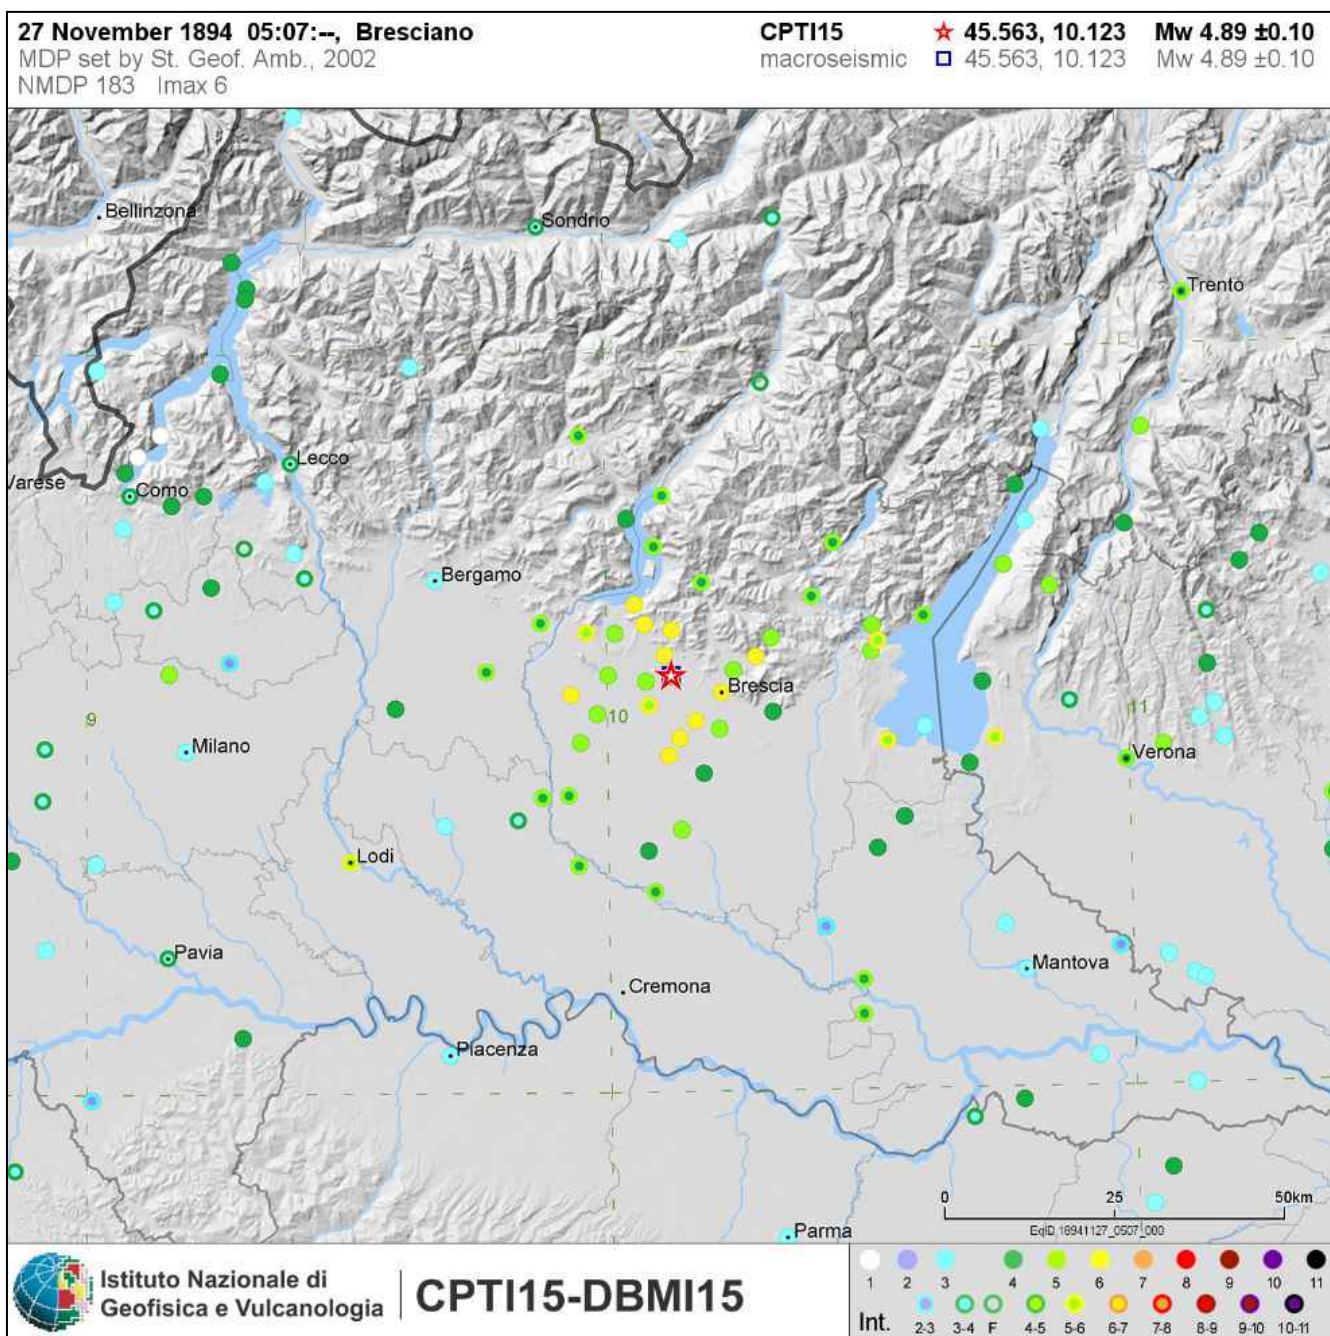 27 November 1894 05:07:--, Bresciano
MDP set by St. Geof. Amb., 2002
NMDP 183 Imax 6
CPTI15 45.563, 10.123 Mw 4.89 ±0.10
macroseismic 45.563, 10.123 Mw 4.89 ±0.10
Bellinzona
Sondrio
Trento
Lecco
Varese
Como
Bergamo
Brescia
9
10
11
Milano
Verona
Lodi
Pavia
Mantova
Cremona
Piacenza
0 25 50km
EqID 18941127_0507_000
Parma
Istituto Nazionale di
Geofisica e Vulcanologia
CPTI15-DBMI15
1 2 3 4 5 6 7 8 9 10 11
Int. 2-3 3-4 F 4-5 5-6 6-7 7-8 8-9 9-10 10-11